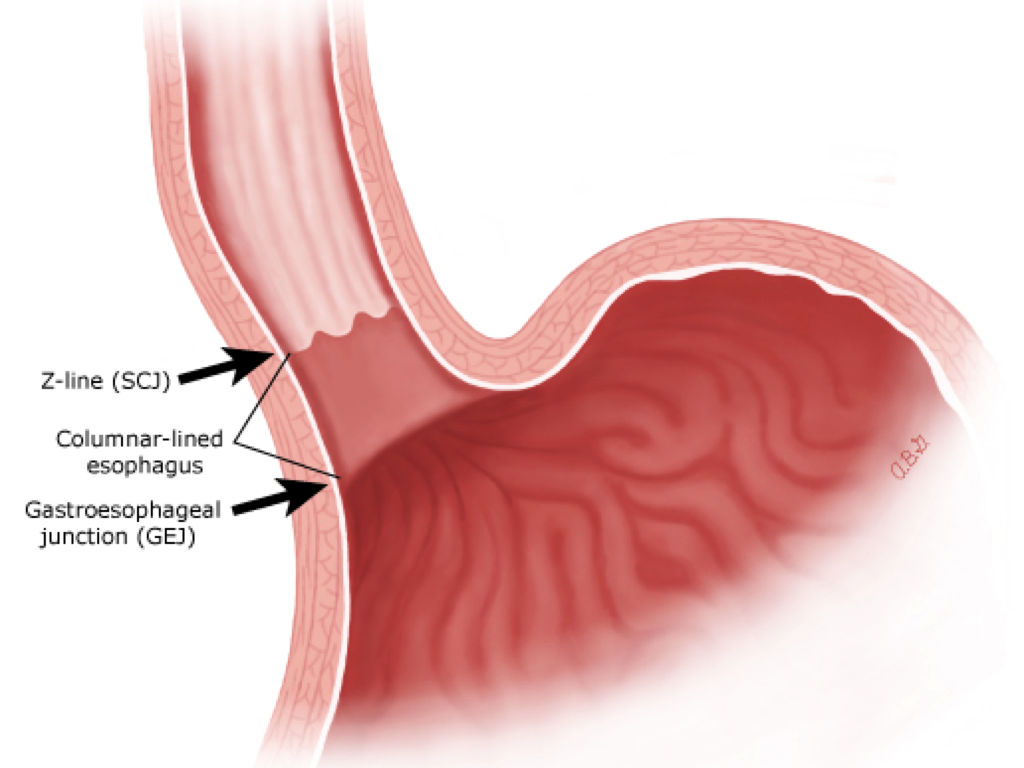 Z-line (SCJ)
Columnar-lined
esophagus
Gastroesophageal
junction (GEJ)
A.B.G